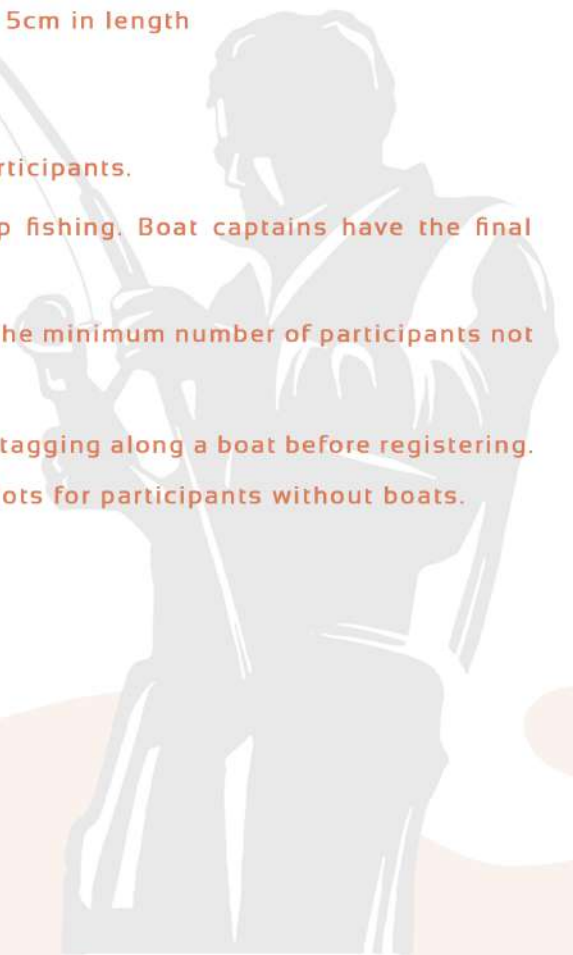 5cm in length
rticipants.
p fishing. Boat captains have the final
he minimum number of participants not
tagging along a boat before registering.
ots for participants without boats.